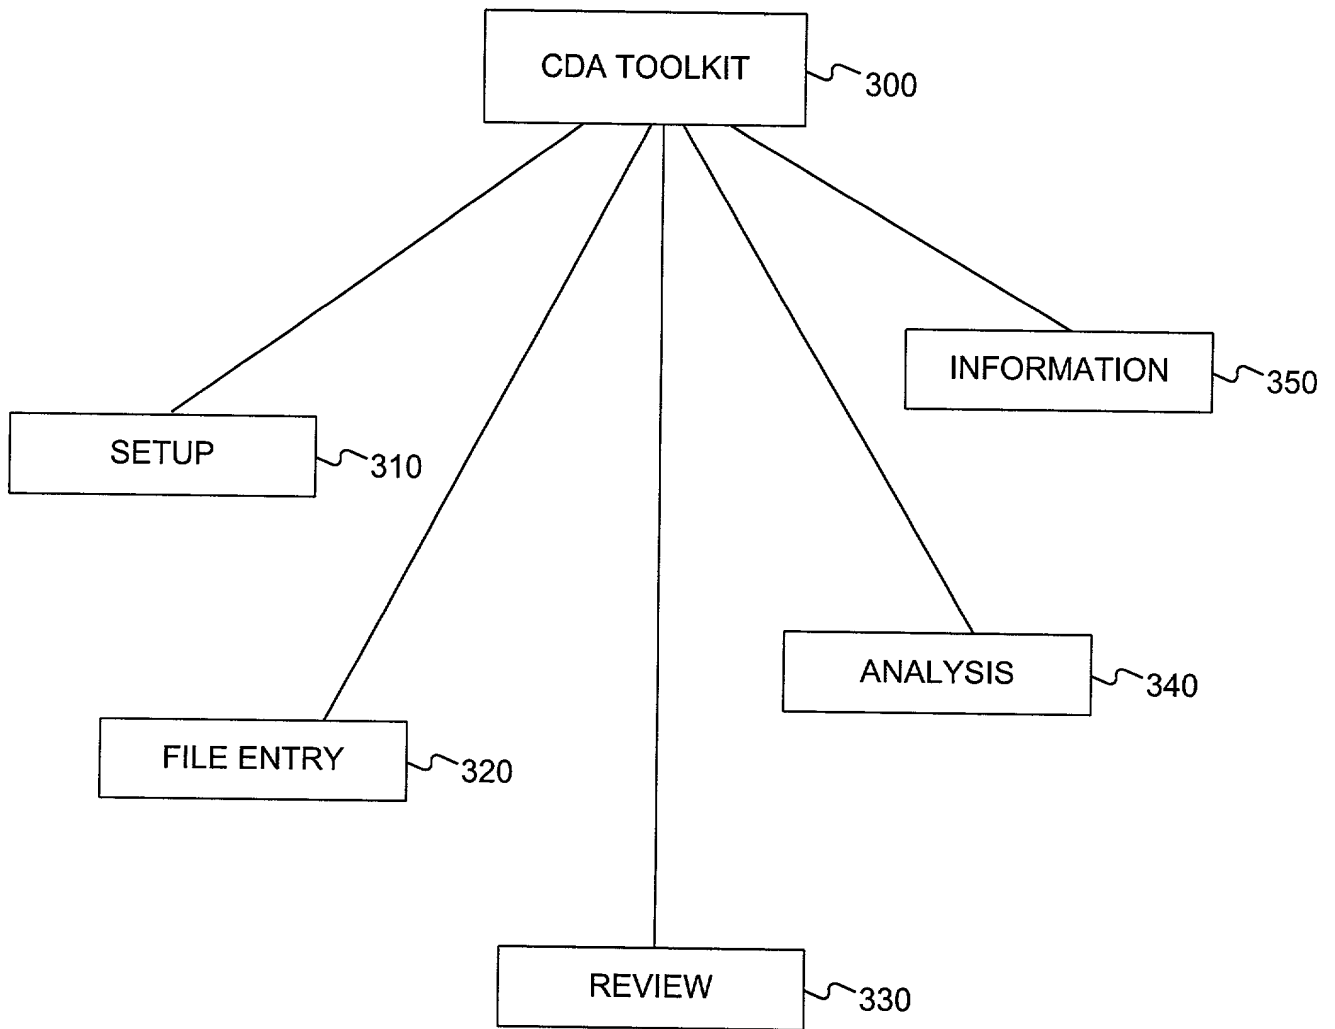 CDA TOOLKIT
300
INFORMATION
350
SETUP
310
ANALYSIS
340
FILE ENTRY
320
REVIEW
330